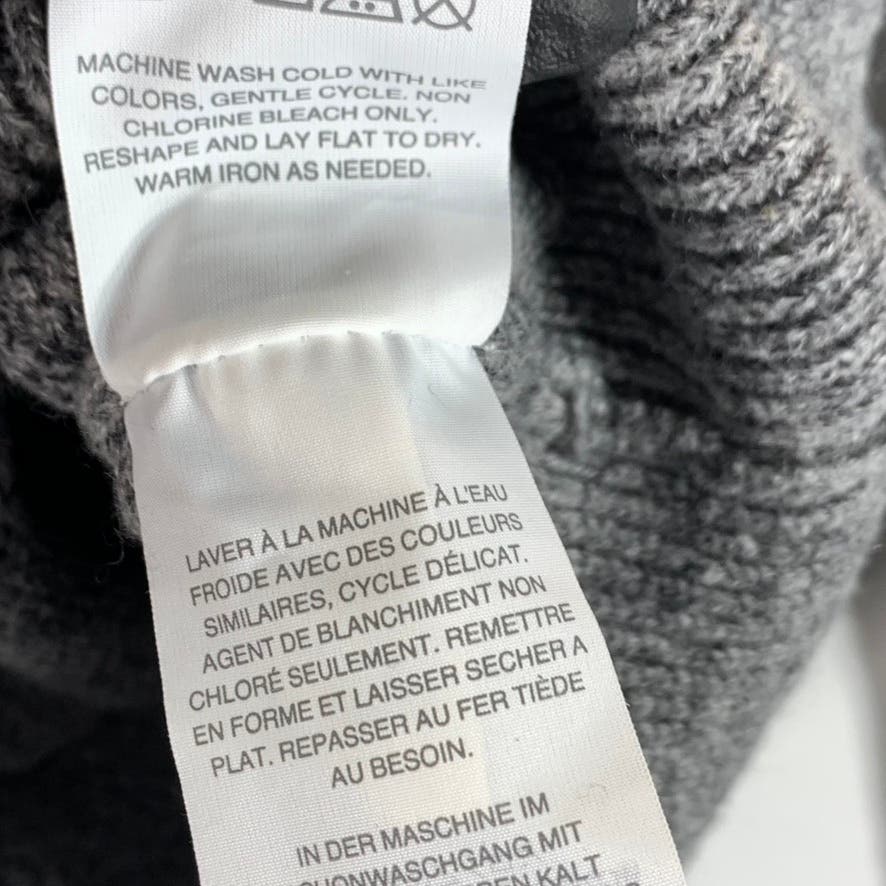 MACHINE WASH COLD WITH LIKE
COLORS, GENTLE CYCLE. NON
CHLORINE BLEACH ONLY.
RESHAPE AND LAY FLAT TO DRY.
WARM IRON AS NEEDED.
LAVER À LA MACHINE À L'EAU
FROIDE AVEC DES COULEURS
SIMILAIRES, CYCLE DÉLICAT.
AGENT DE BLANCHIMENT NON
CHLORÉ SEULEMENT. REMETTRE
EN FORME ET LAISSER SECHER A
PLAT. REPASSER AU FER TIÈDE
AU BESOIN.
IN DER MASCHINE IM
MIT
KALT